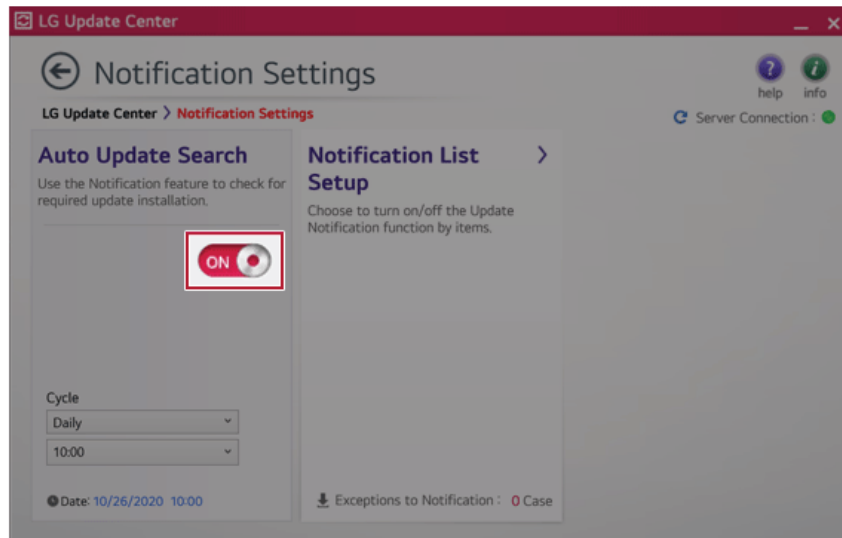 LG Update Center
Notification Settings
help
info
LG Update Center > Notification Settings
Server Connection :
Auto Update Search
Use the Notification feature to check for
required update installation.
ON
Cycle
Daily
10:00
Date: 10/26/2020 10:00
Notification List
Setup
Choose to turn on/off the Update
Notification function by items.
Exceptions to Notification : 0 Case